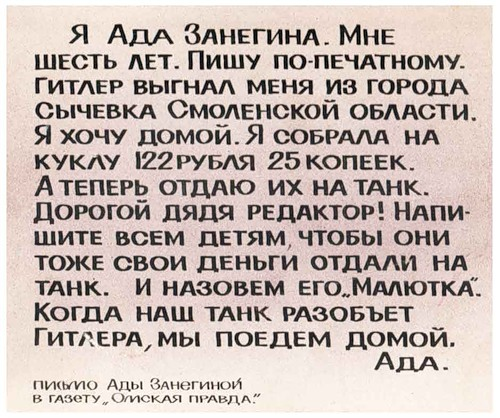 Я Ада Занегина. Мне
шесть лет. Пишу по-печатному.
Гитлер выгнал меня из города
Сычевка Смоленской области.
Я хочу домой. Я собрала на
куклу 122 рубля 25 копеек.
А теперь отдаю их на танк.
Дорогой дядя редактор! Напи-
шите всем детям, чтобы они
тоже свои деньги отдали на
танк. И назовем его „Малютка".
Когда наш танк разобъет
Гитлера, мы поедем домой.
Ада.
письмо Ады Занегиной
в газету „Омская правда."